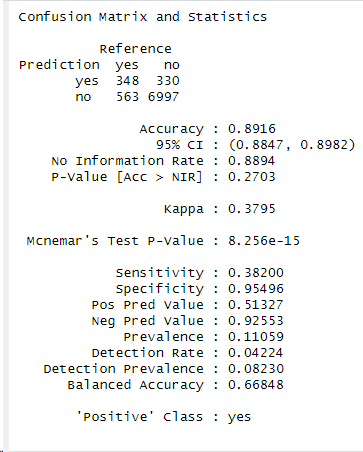 Confusion Matrix and Statistics
Reference
Prediction yes no
yes 348 330
no 563 6997
Accuracy : 0.8916
95% CI : (0.8847, 0.8982)
No Information Rate : 0.8894
P-Value [Acc > NIR] : 0.2703
Kappa : 0.3795
Mcnemar's Test P-Value : 8.256e-15
Sensitivity : 0.38200
Specificity : 0.95496
Pos Pred Value : 0.51327
Neg Pred Value : 0.92553
Prevalence : 0.11059
Detection Rate : 0.04224
Detection Prevalence : 0.08230
Balanced Accuracy : 0.66848
'Positive' Class : yes